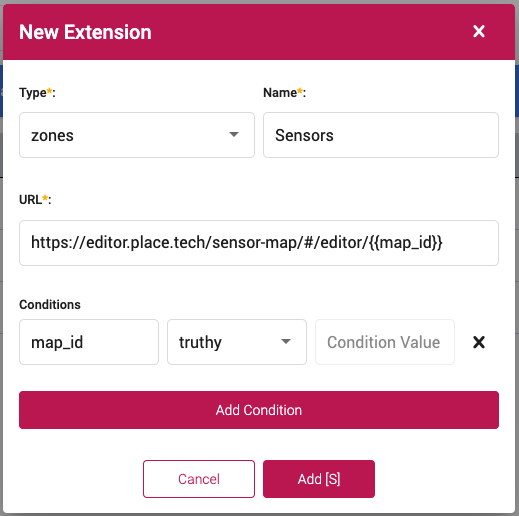 New Extension
Type*: Name*:
zones Sensors
URL*:
https://editor.place.tech/sensor-map/#/editor/{{map_id}}
Conditions
map_id truthy Condition Value
Add Condition
Cancel Add [S]